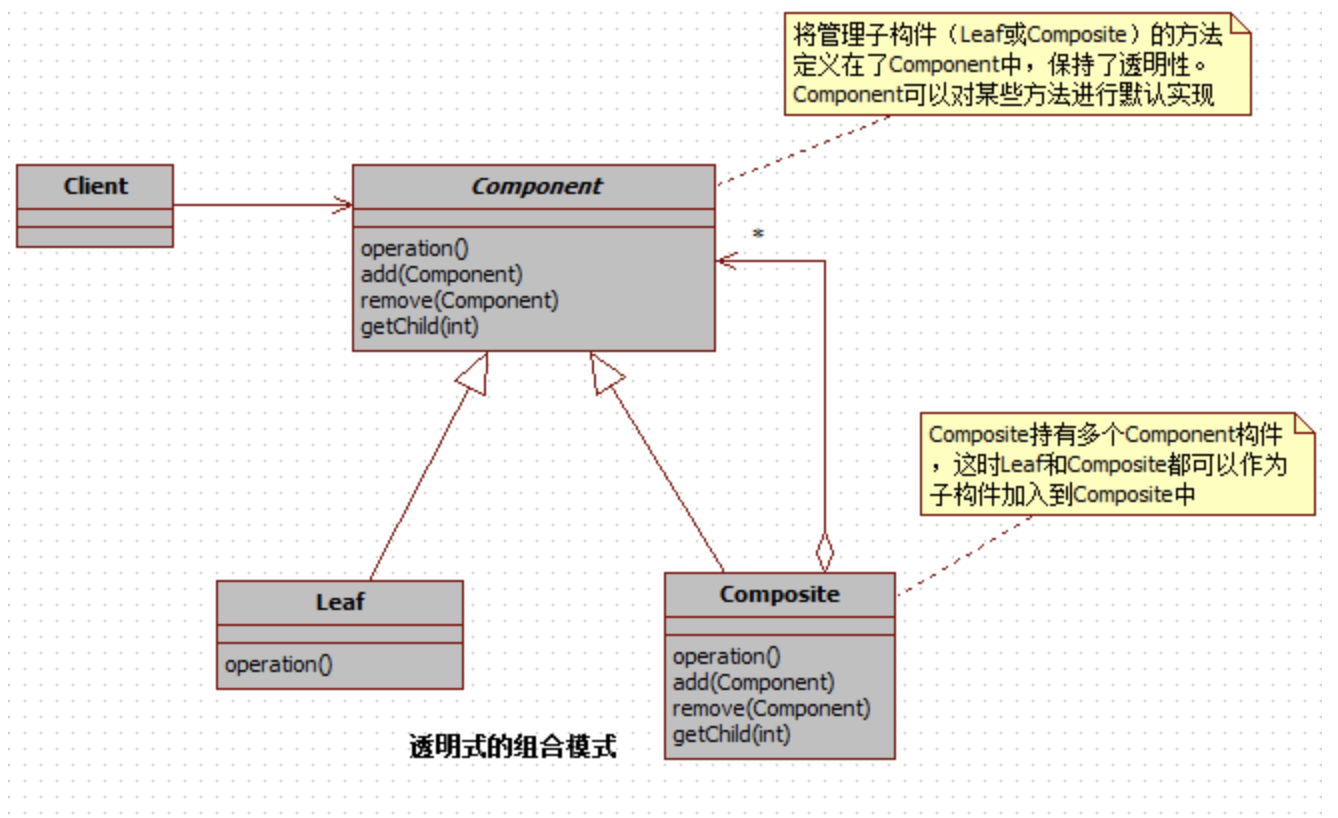 将管理子构件（Leaf或Composite）的方法
定义在了Component中，保持了透明性。
Component可以对某些方法进行默认实现
Client
Component
operation()
add(Component)
remove(Component)
getChild(int)
*
Composite持有多个Component构件
，这时Leaf和Composite都可以作为
子构件加入到Composite中
Leaf
operation()
Composite
operation()
add(Component)
remove(Component)
getChild(int)
透明式的组合模式